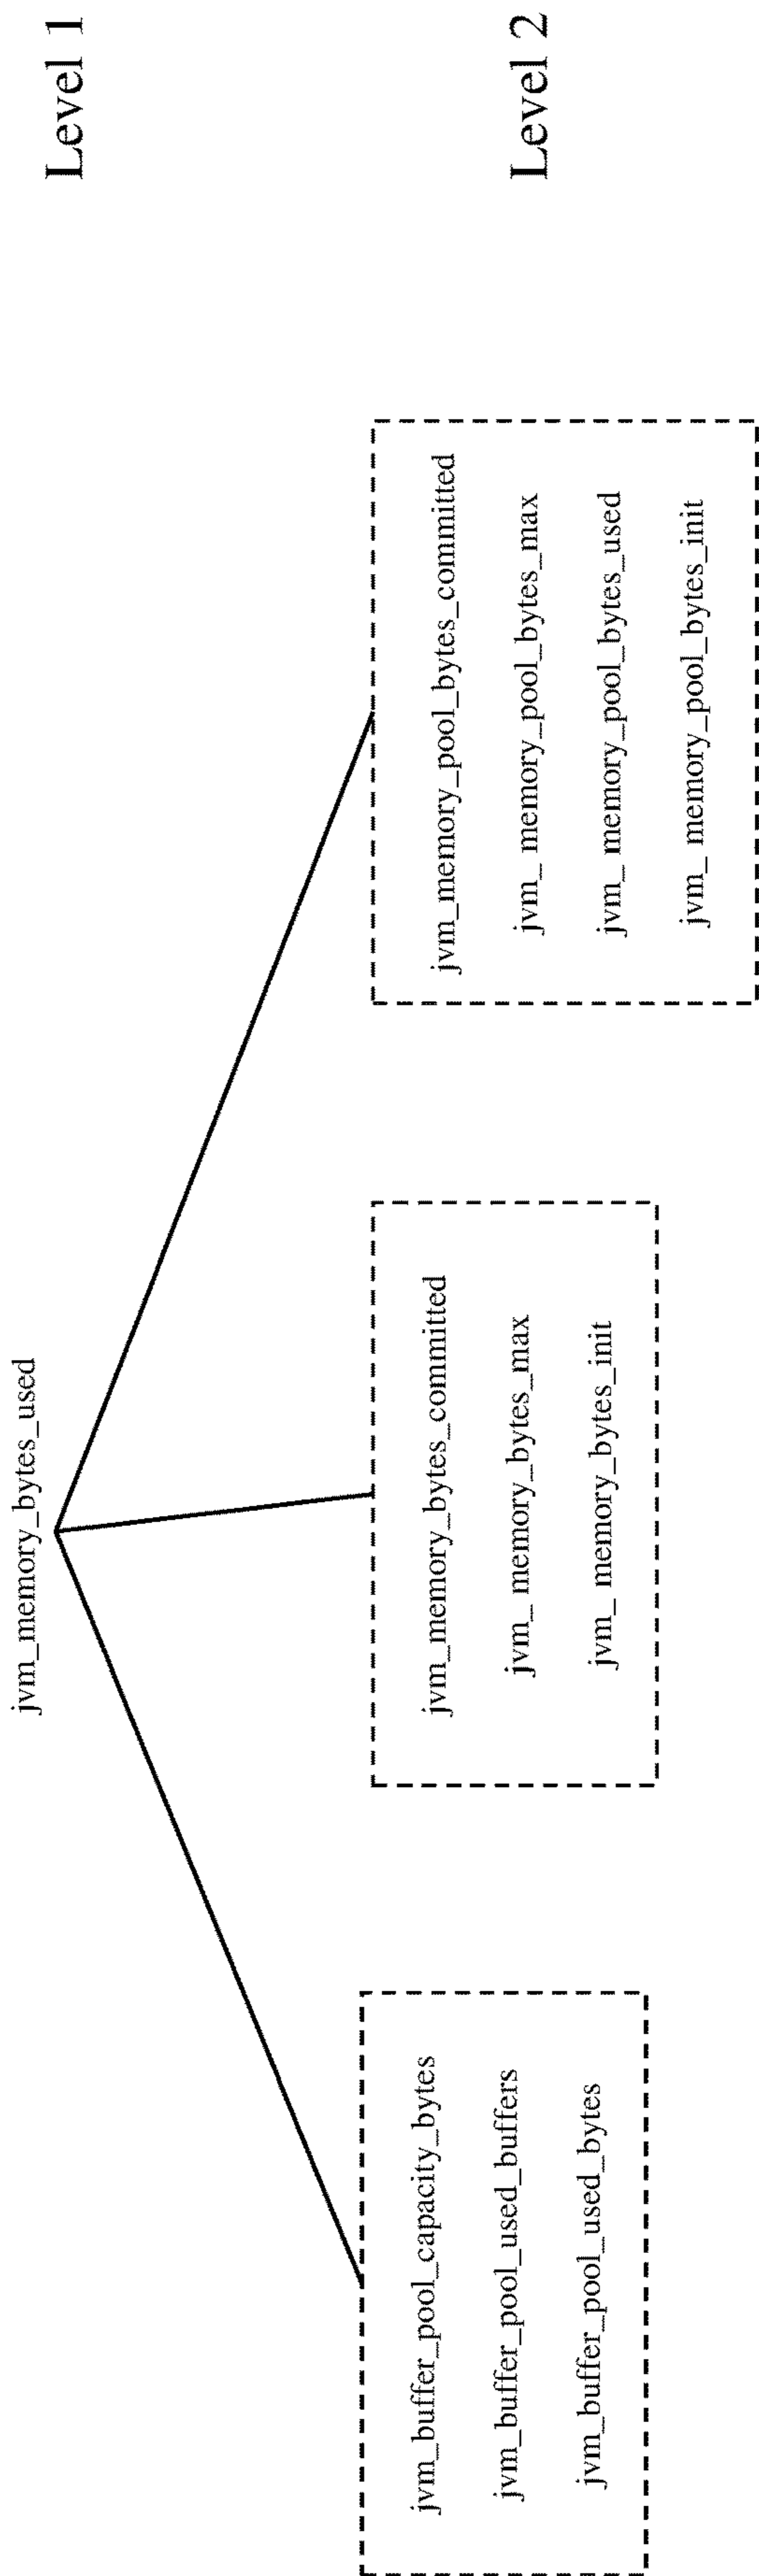 jvm_memory_bytes_used
Level 1
jvm_buffer_pool_capacity_bytes
jvm_buffer_pool_used_buffers
jvm_buffer_pool_used_bytes
jvm_memory_bytes_committed
jvm_ memory_bytes_max
jvm_ memory_bytes_init
jvm_memory_pool_bytes_committed
jvm_ memory_pool_bytes_max
jvm_ memory_pool_bytes_used
jvm_ memory_pool_bytes_init
Level 2